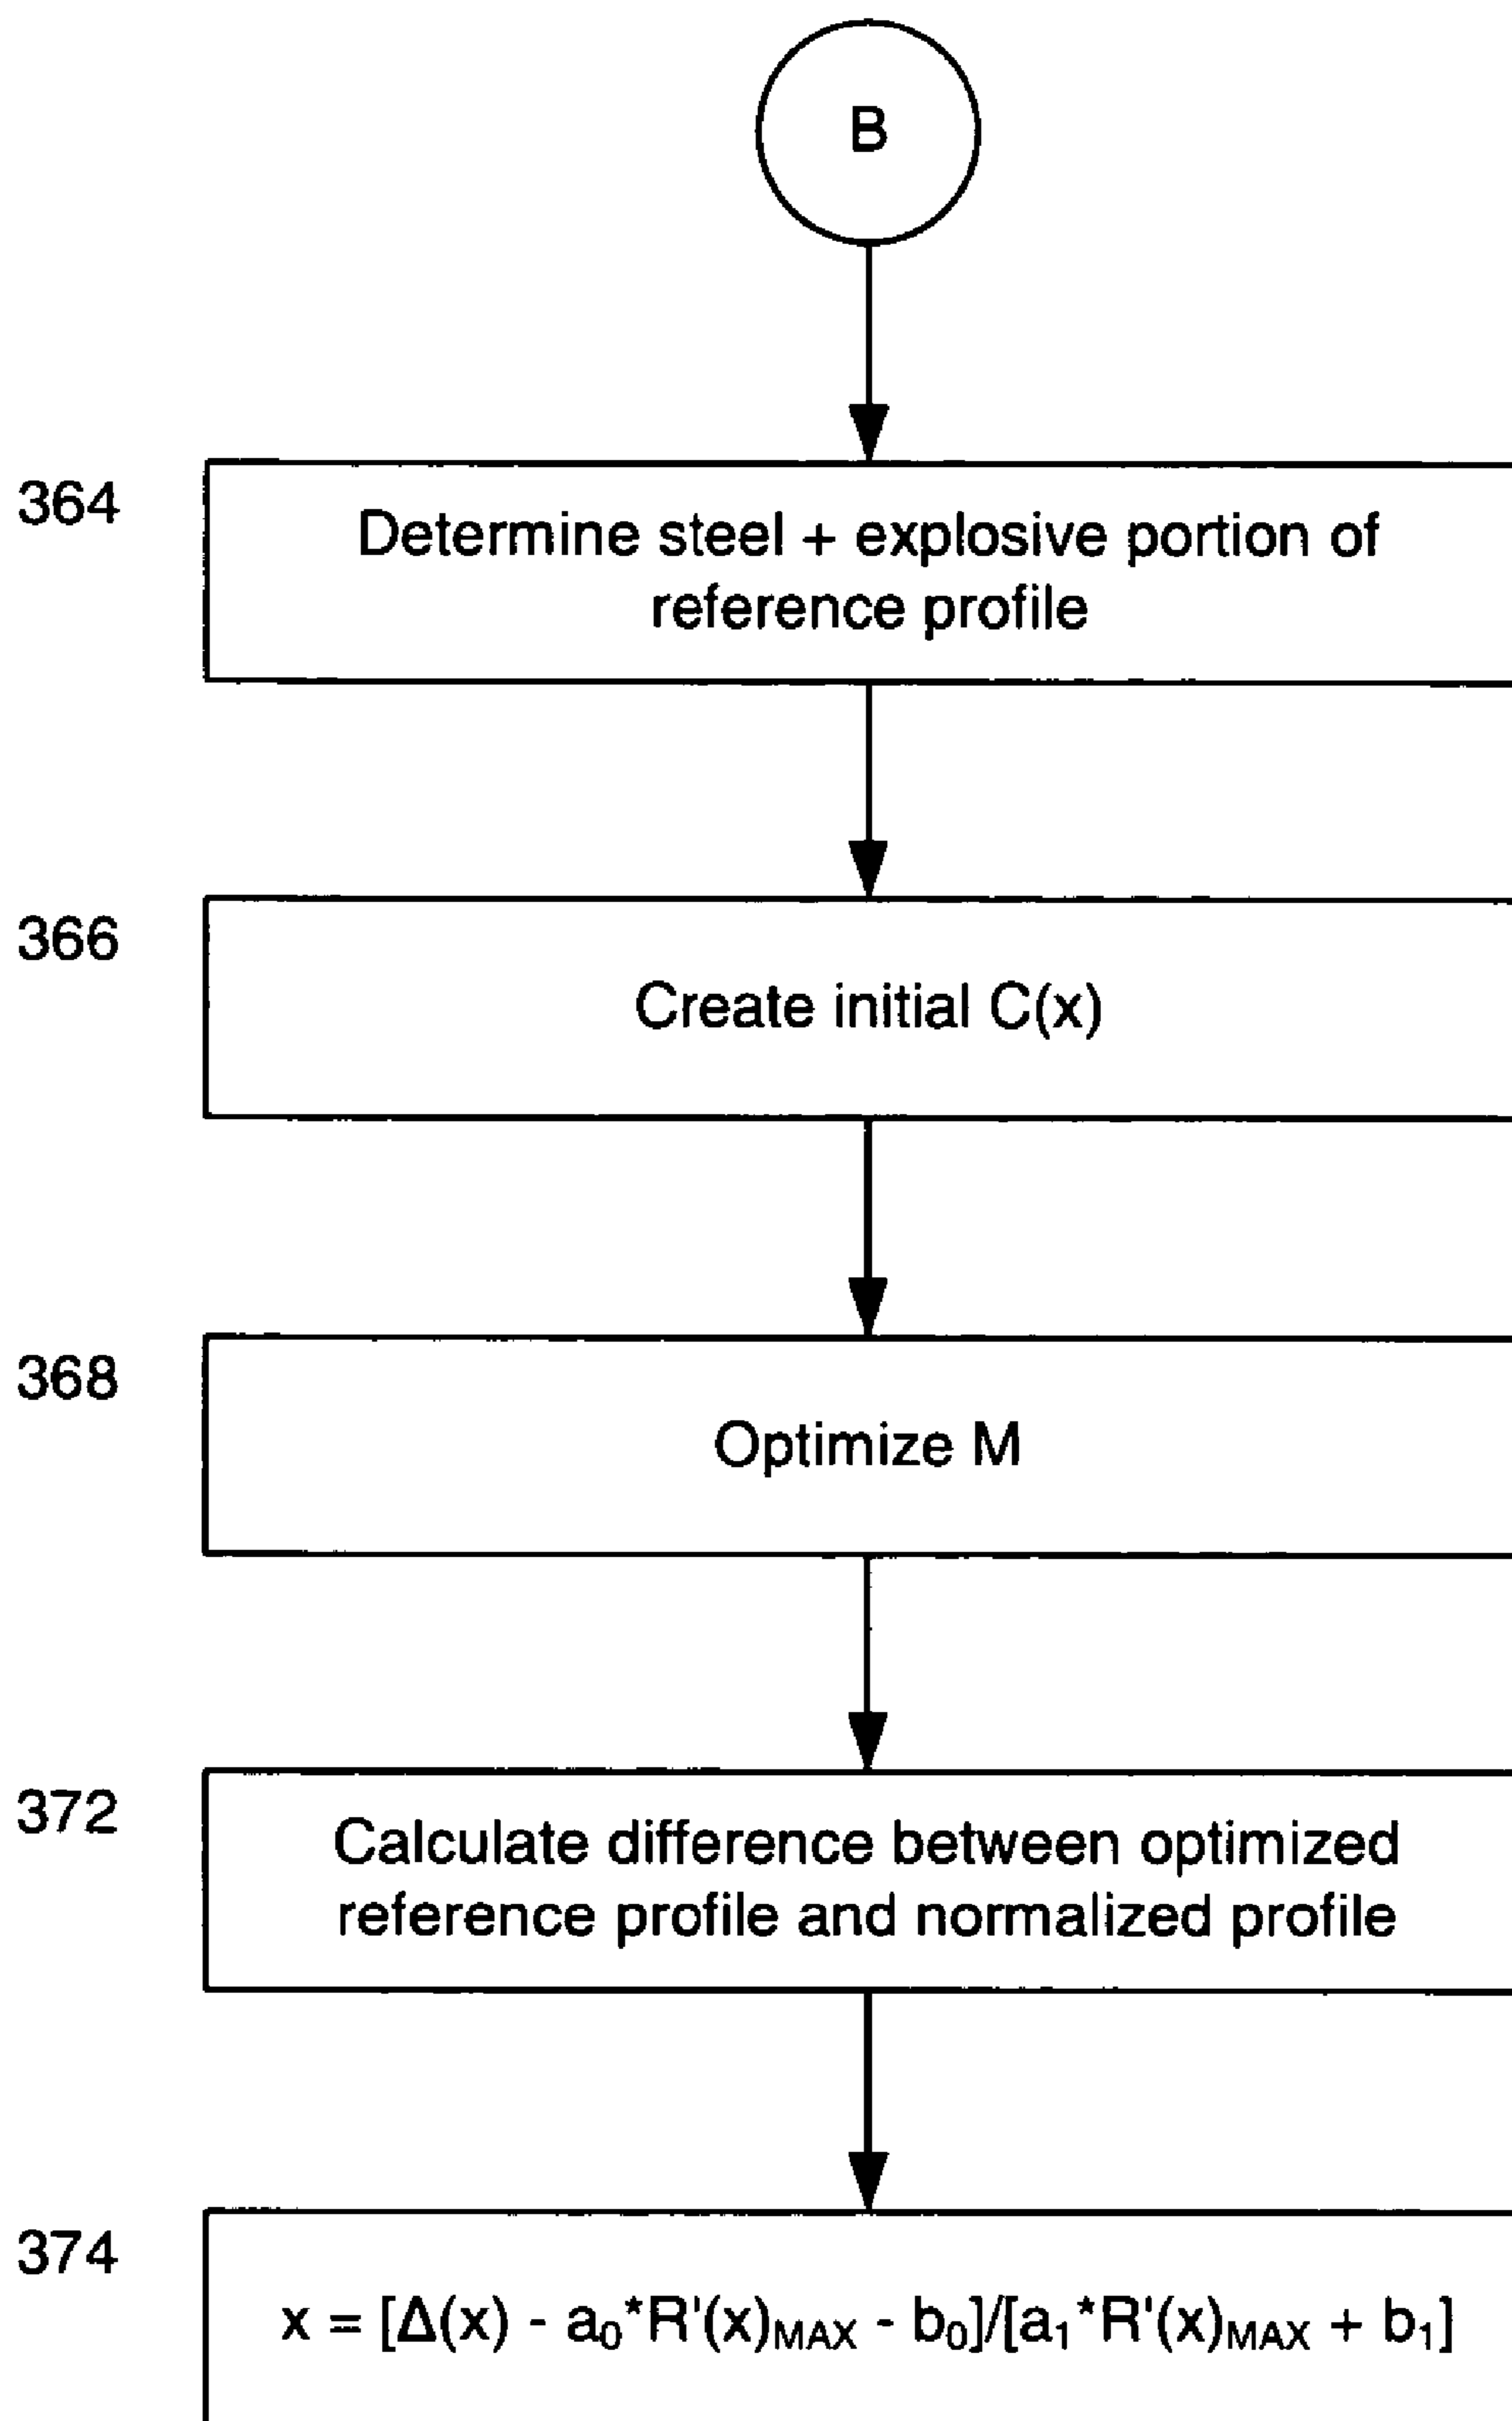 B
364
Determine steel + explosive portion of
reference profile
366
Create initial C(x)
368
Optimize M
372
Calculate difference between optimized
reference profile and normalized profile
374
x = [Δ(x) - a₀*R'(x)MAX - b₀]/[a₁*R'(x)MAX + b₁]